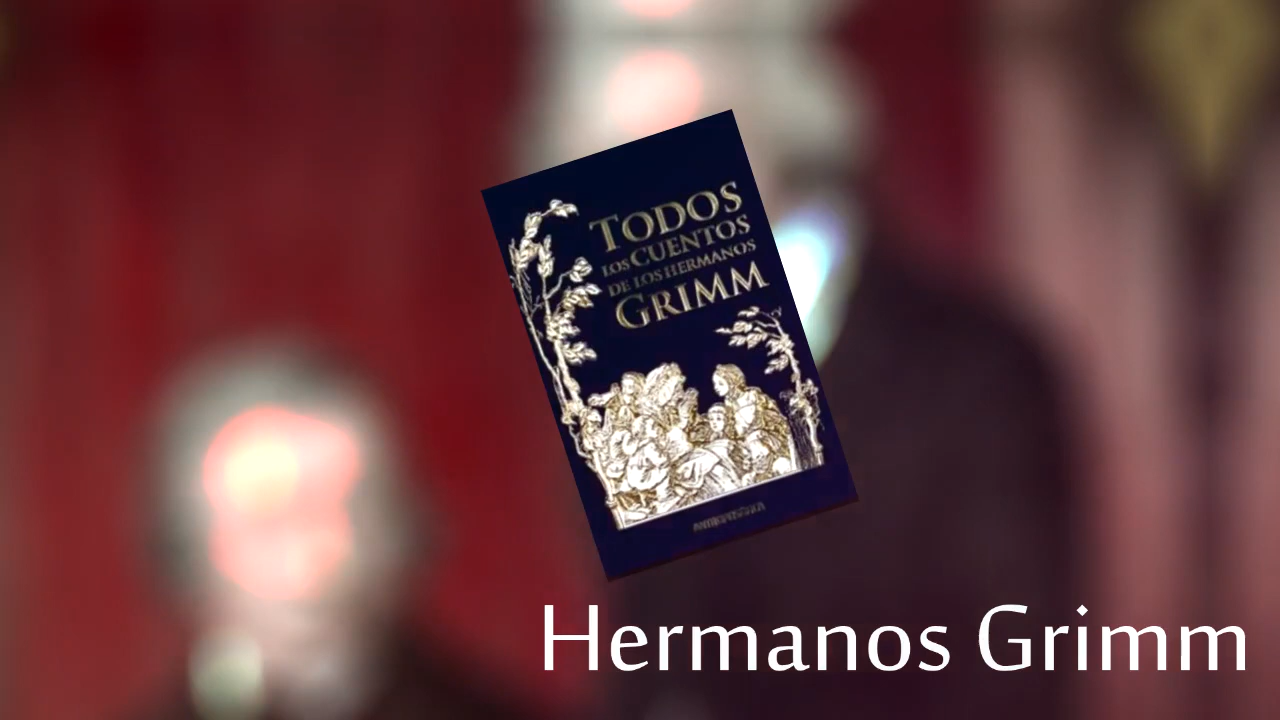 TODOS
LOS CUENTOS
DE LOS HERMANOS
GRIMM
Hermanos Grimm